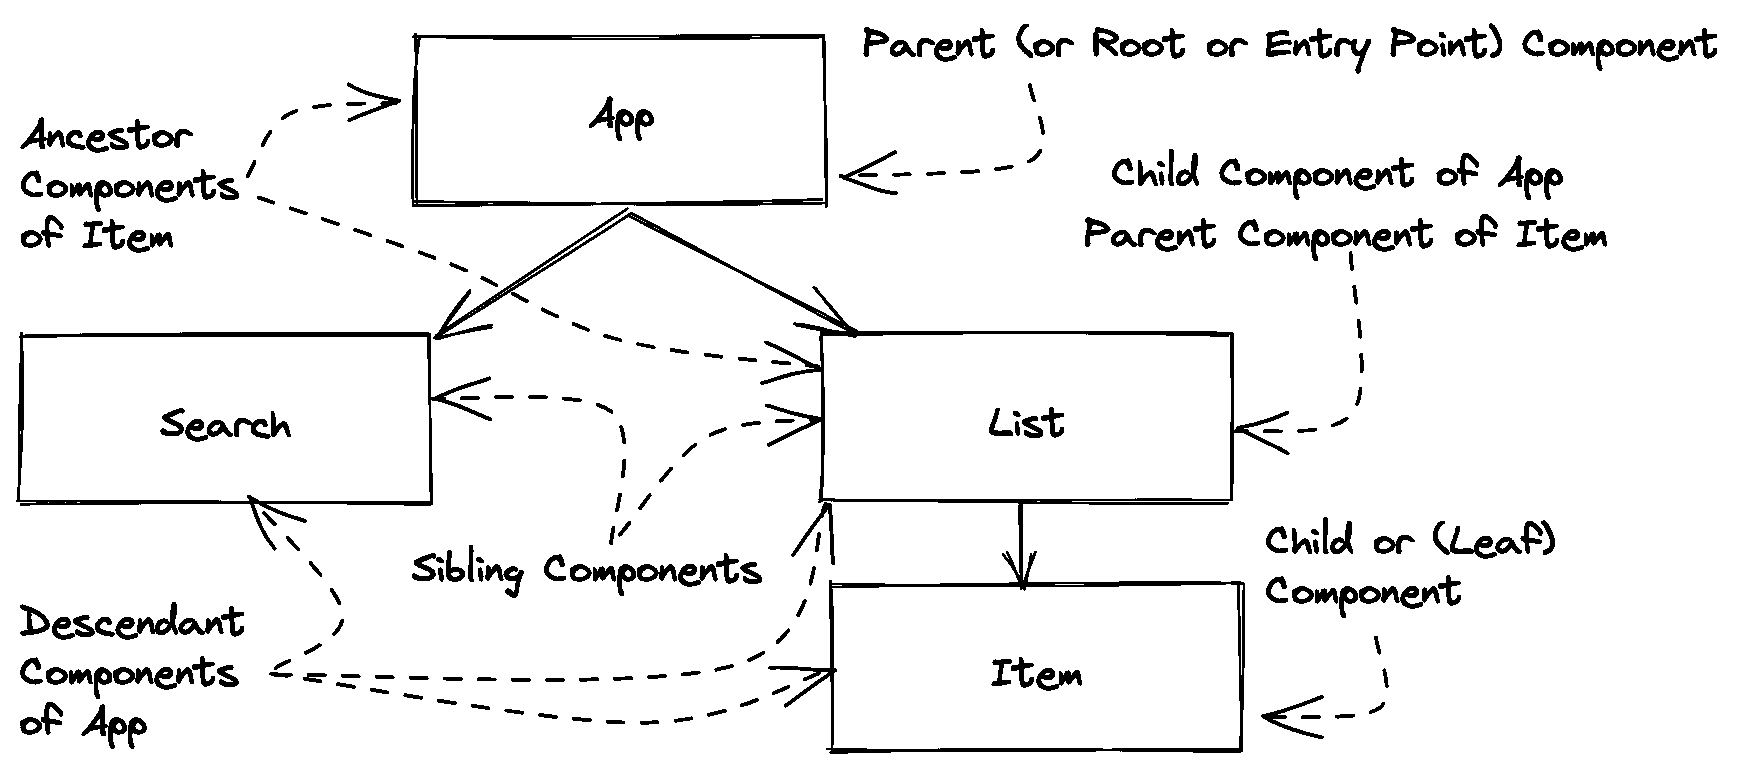 Parent (or Root or Entry Point) Component
App
Ancestor
Components
of Item
Child Component of App
Parent Component of Item
Search
List
Sibling Components
Child or (Leaf)
Component
Descendant
Components
of App
Item